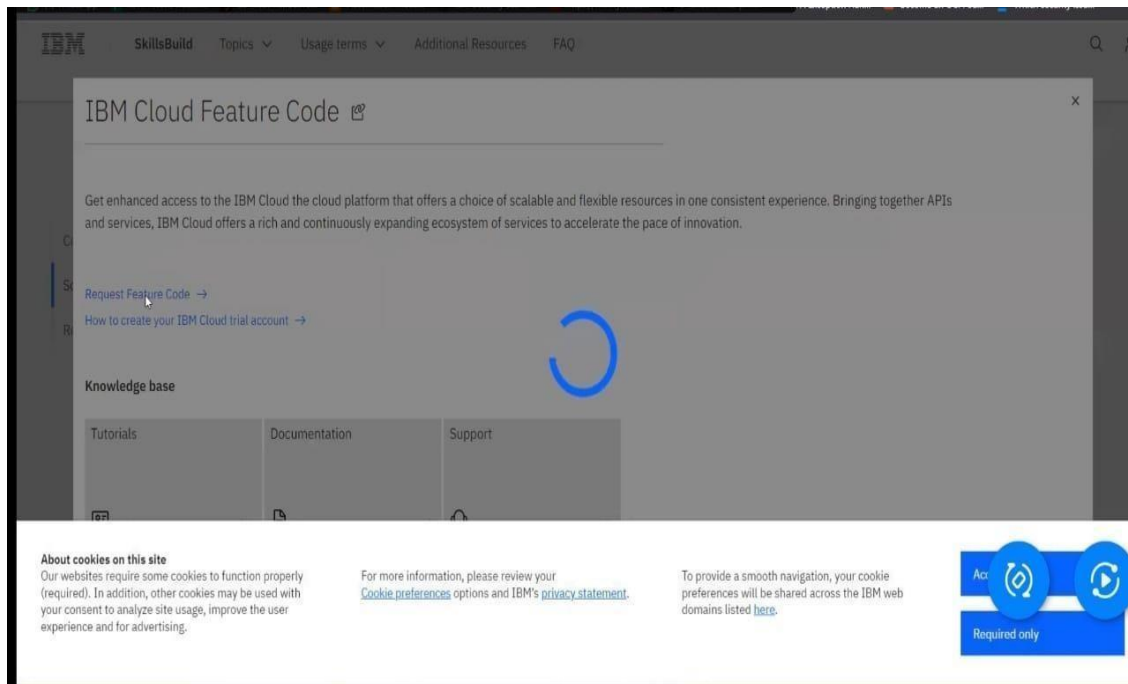 IBM SkillsBuild Topics Usage terms Additional Resources FAQ
IBM Cloud Feature Code
Get enhanced access to the IBM Cloud the cloud platform that offers a choice of scalable and flexible resources in one consistent experience. Bringing together APIs
and services, IBM Cloud offers a rich and continuously expanding ecosystem of services to accelerate the pace of innovation.
Request Feature Code →
How to create your IBM Cloud trial account →
Knowledge base
Tutorials Documentation Support
About cookies on this site
Our websites require some cookies to function properly
(required). In addition, other cookies may be used with
your consent to analyze site usage, improve the user
experience and for advertising.
For more information, please review your
Cookie preferences options and IBM's privacy statement.
To provide a smooth navigation, your cookie
preferences will be shared across the IBM web
domains listed here.
Required only